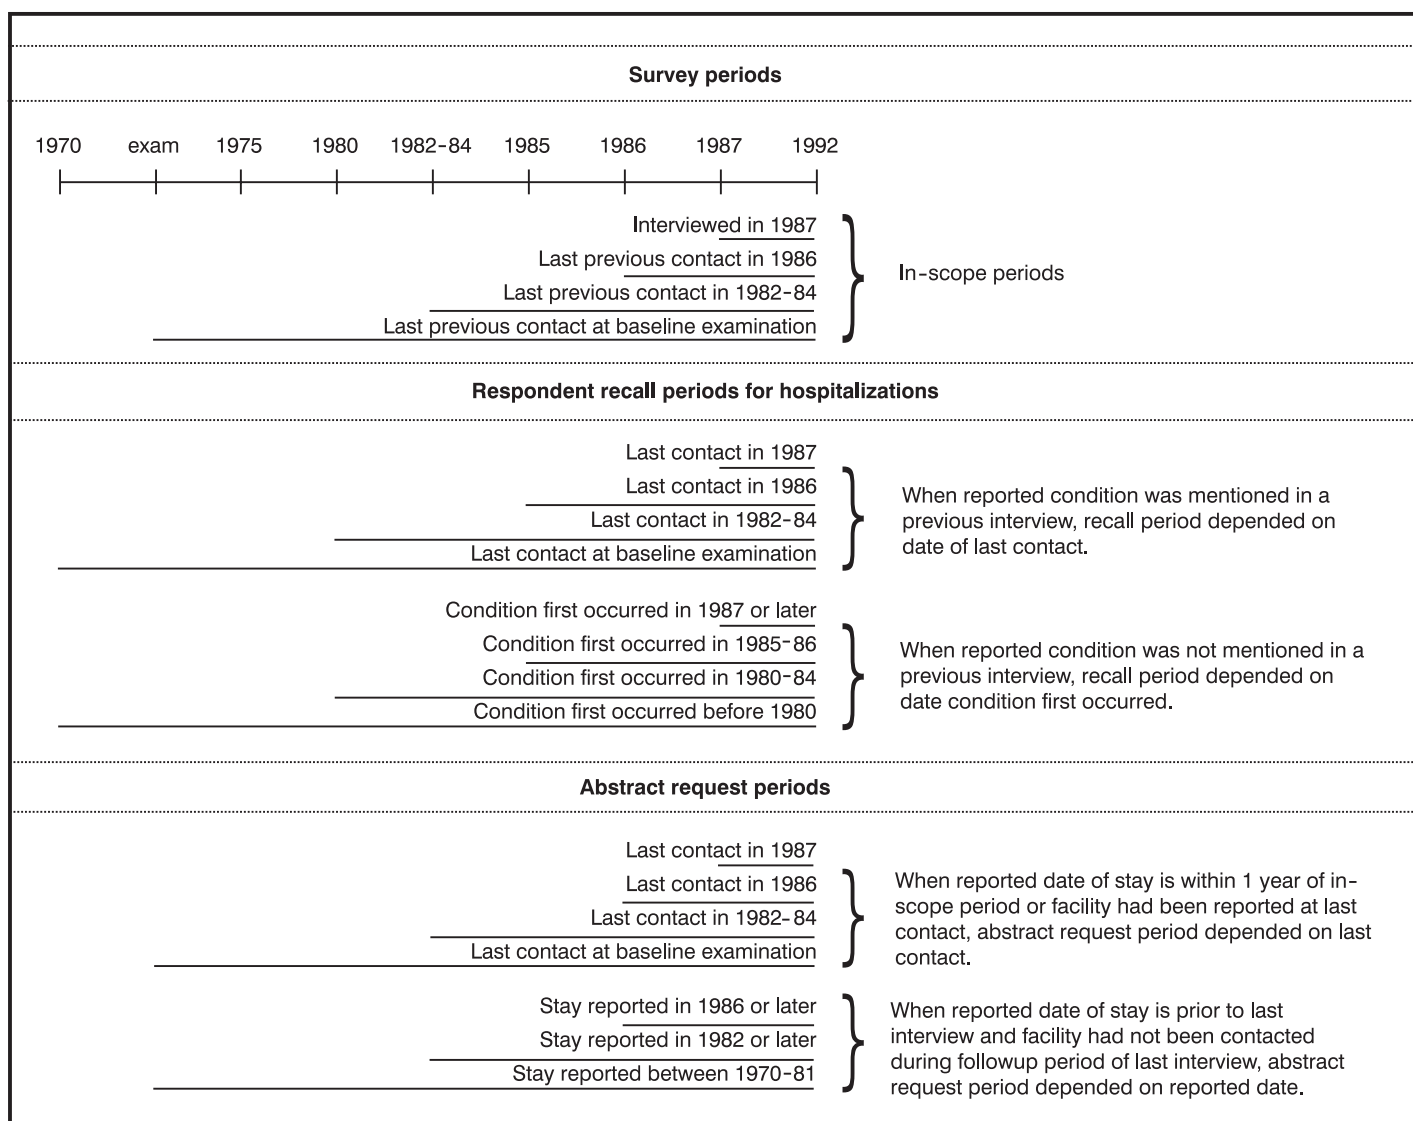 Survey periods
1970 exam 1975 1980 1982-84 1985 1986 1987 1992
Interviewed in 1987
Last previous contact in 1986
Last previous contact in 1982-84
Last previous contact at baseline examination
In-scope periods
Respondent recall periods for hospitalizations
Last contact in 1987
Last contact in 1986
Last contact in 1982-84
Last contact at baseline examination
When reported condition was mentioned in a
previous interview, recall period depended on
date of last contact.
Condition first occurred in 1987 or later
Condition first occurred in 1985-86
Condition first occurred in 1980-84
Condition first occurred before 1980
When reported condition was not mentioned in a
previous interview, recall period depended on
date condition first occurred.
Abstract request periods
Last contact in 1987
Last contact in 1986
Last contact in 1982-84
Last contact at baseline examination
When reported date of stay is within 1 year of in-
scope period or facility had been reported at last
contact, abstract request period depended on last
contact.
Stay reported in 1986 or later
Stay reported in 1982 or later
Stay reported between 1970-81
When reported date of stay is prior to last
interview and facility had not been contacted
during followup period of last interview, abstract
request period depended on reported date.